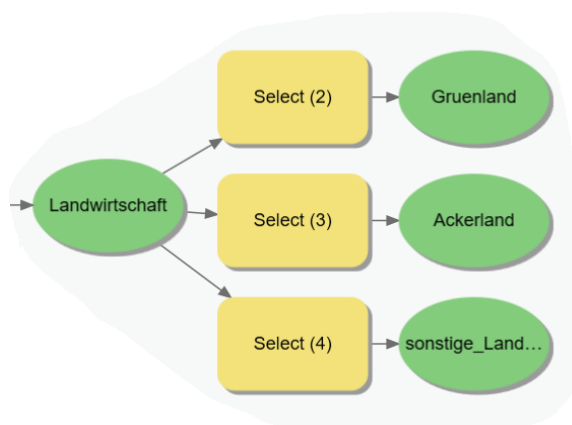 Select (2)
Gruenland
Landwirtschaft
Select (3)
Ackerland
Select (4)
sonstige_Land…